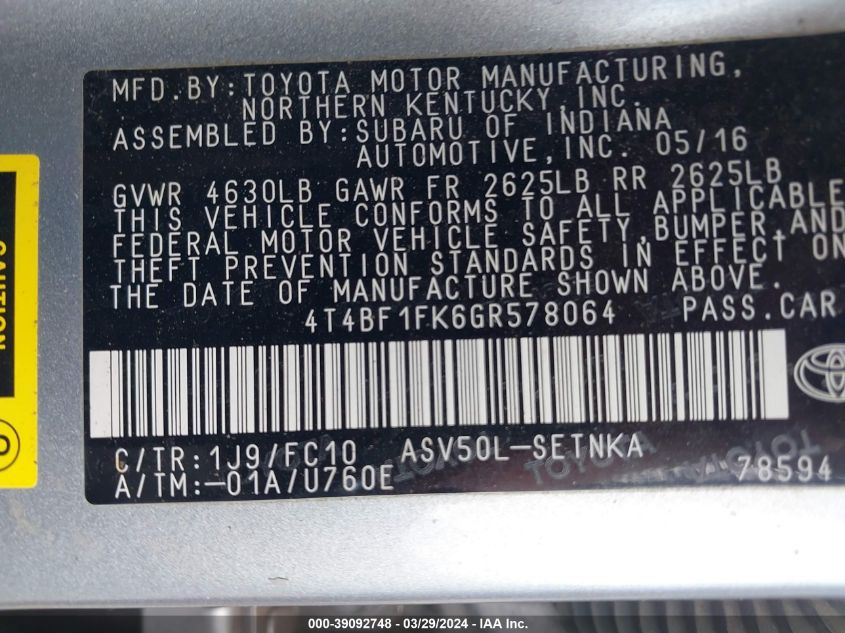 MFD.BY:TOYOTA MOTOR MANUFACTURING,
NORTHERN KENTUCKY,INC.
ASSEMBLED BY:SUBARU OF INDIANA
AUTOMOTIVE,INC. 05/16
GVWR 4630LB GAWR FR 2625LB RR 2625LB
THIS VEHICLE CONFORMS TO ALL APPLICABLE
FEDERAL MOTOR VEHICLE SAFETY,BUMPER,AND
THEFT PREVENTION STANDARDS IN EFFECT ON
THE DATE OF MANUFACTURE SHOWN ABOVE.
4T4BF1FK6GR578064 PASS.CAR
C/TR:1J9/FC10 ASV50L-SETNKA
A/TM:-01A/U760E 78594
TOYOTA
CAUTION
000-39092748 - 03/29/2024 - IAA Inc.